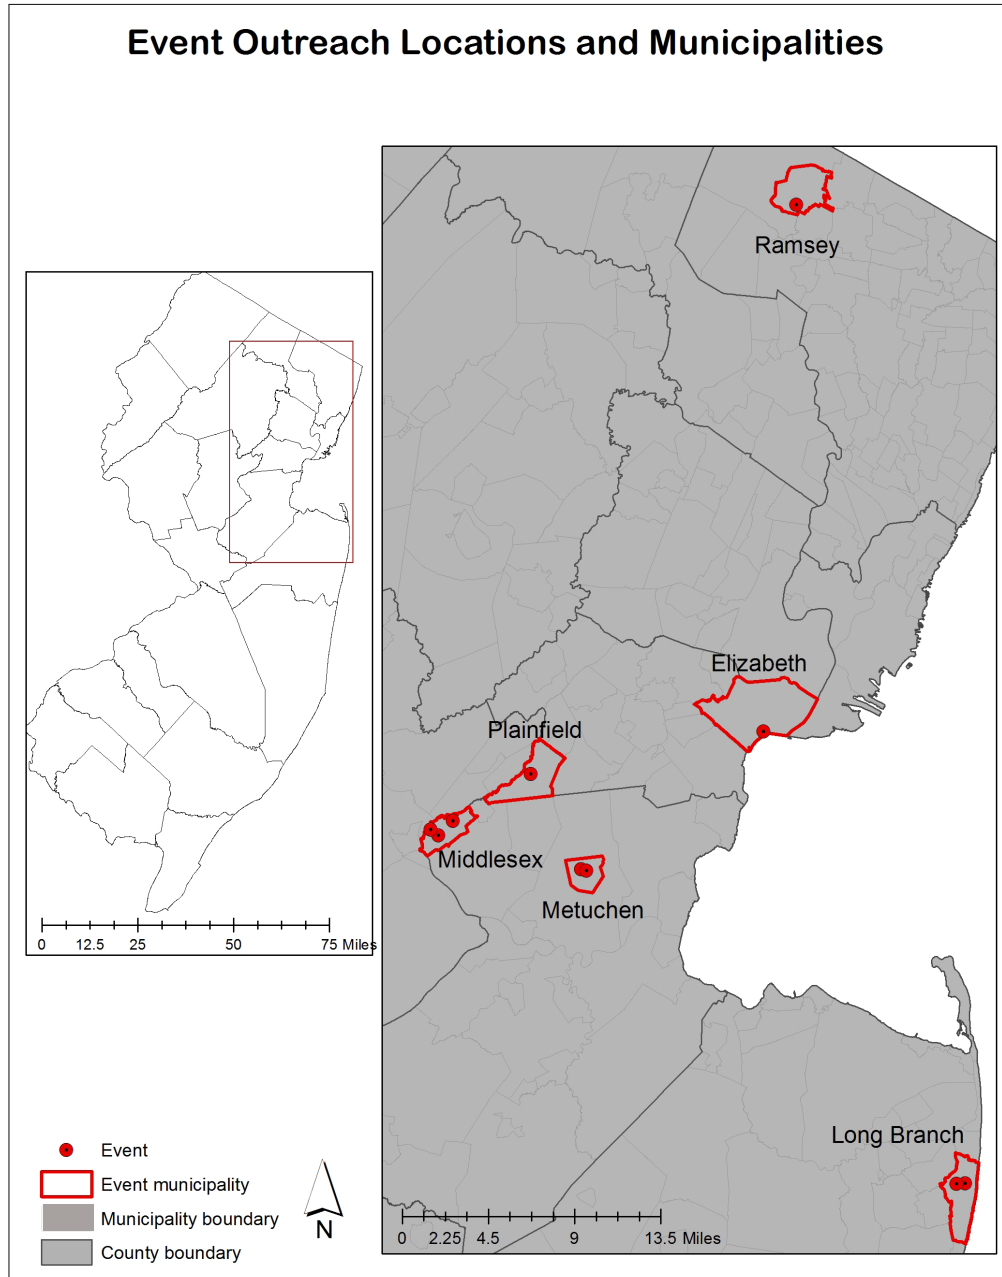 Event Outreach Locations and Municipalities
Ramsey
Elizabeth
Plainfield
Middlesex
Metuchen
Long Branch
0 12.5 25 50 75 Miles
0 2.25 4.5 9 13.5 Miles
Event
Event municipality
Municipality boundary
County boundary
N